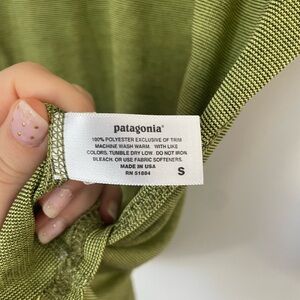 patagonia®
100% POLYESTER EXCLUSIVE OF TRIM
MACHINE WASH WARM WITH LIKE
COLORS. TUMBLE DRY LOW. DO NOT IRON,
BLEACH, OR USE FABRIC SOFTENERS.
MADE IN USA
RN 51884 S